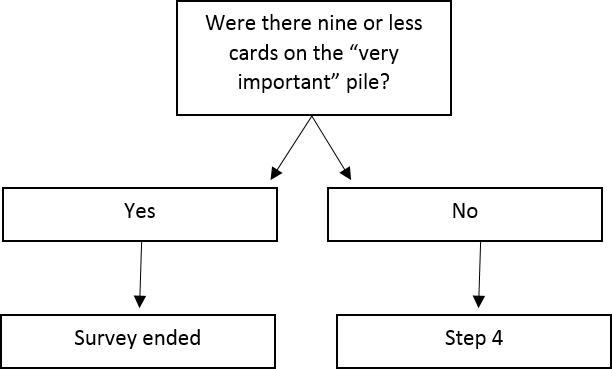 Were there nine or less
cards on the “very
important” pile?
Yes
No
Survey ended
Step 4